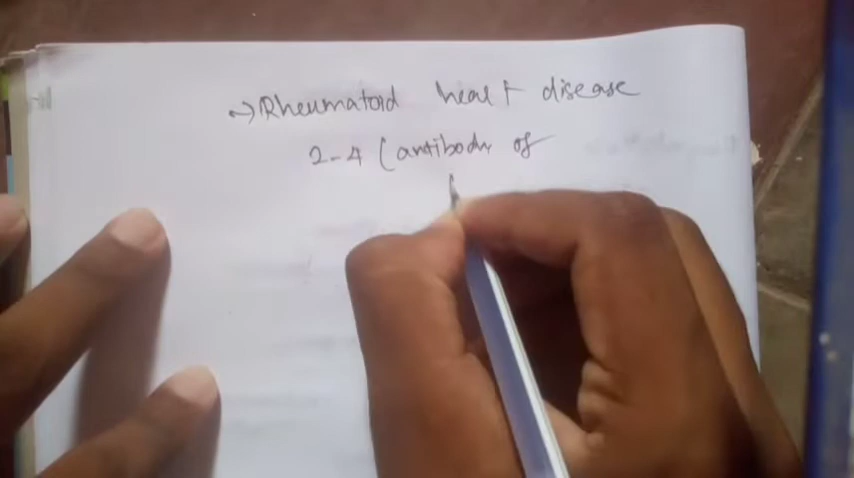 →Rheumatoid heart disease
2-4 (antibody of